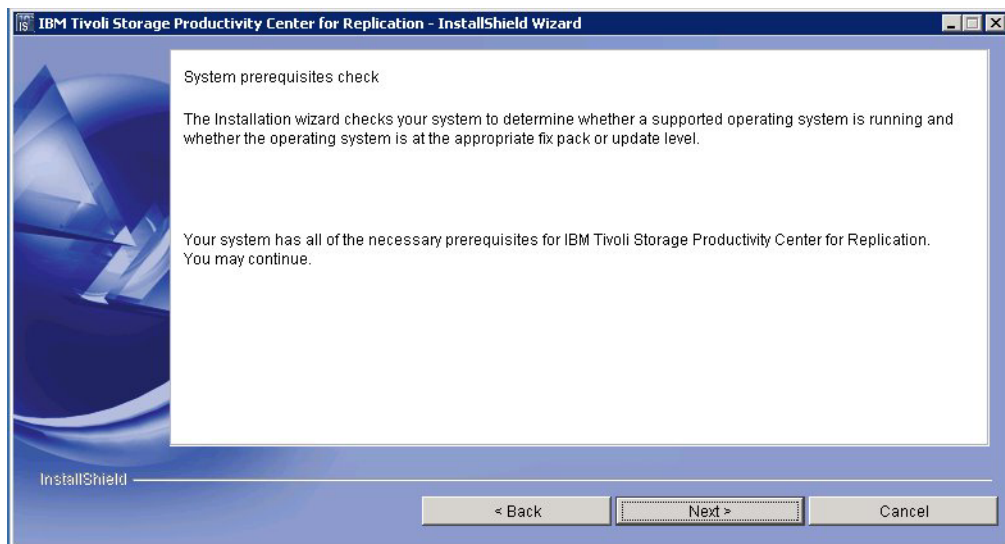 IBM Tivoli Storage Productivity Center for Replication - InstallShield Wizard
System prerequisites check
The Installation wizard checks your system to determine whether a supported operating system is running and
whether the operating system is at the appropriate fix pack or update level.
Your system has all of the necessary prerequisites for IBM Tivoli Storage Productivity Center for Replication.
You may continue.
InstallShield
< Back
Next >
Cancel